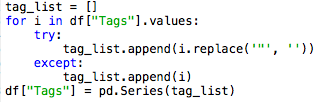 tag_list = []
for i in df["Tags"].values:
    try:
        tag_list.append(i.replace('"', ''))
    except:
        tag_list.append(i)
df["Tags"] = pd.Series(tag_list)